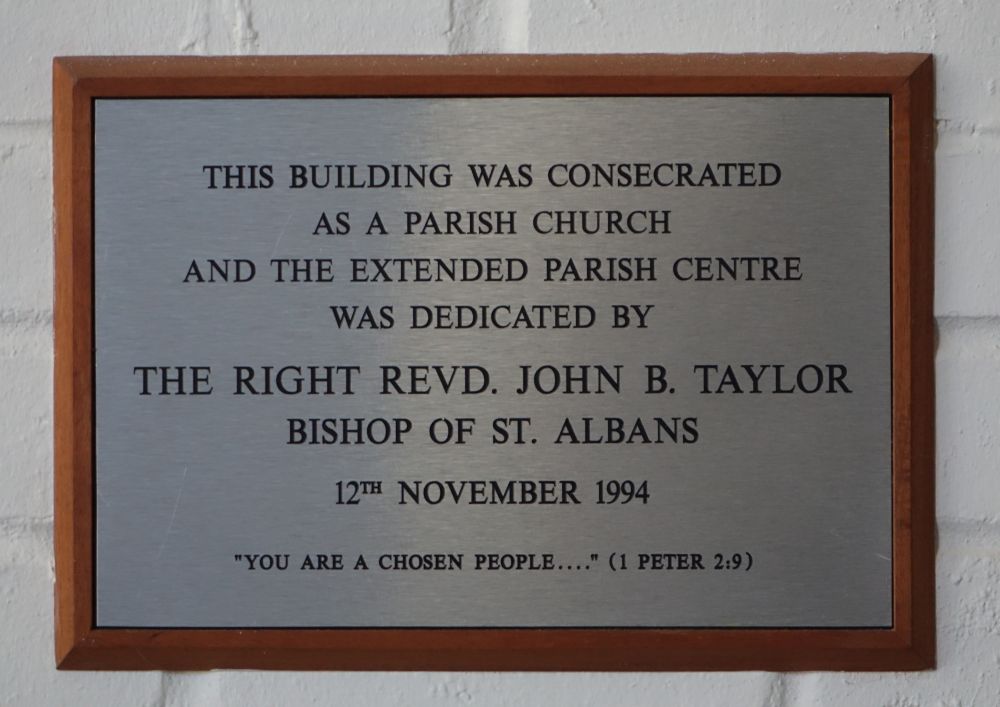 THIS BUILDING WAS CONSECRATED
AS A PARISH CHURCH
AND THE EXTENDED PARISH CENTRE
WAS DEDICATED BY
THE RIGHT REVD. JOHN B. TAYLOR
BISHOP OF ST. ALBANS
12TH NOVEMBER 1994
"YOU ARE A CHOSEN PEOPLE...." (1 PETER 2:9)